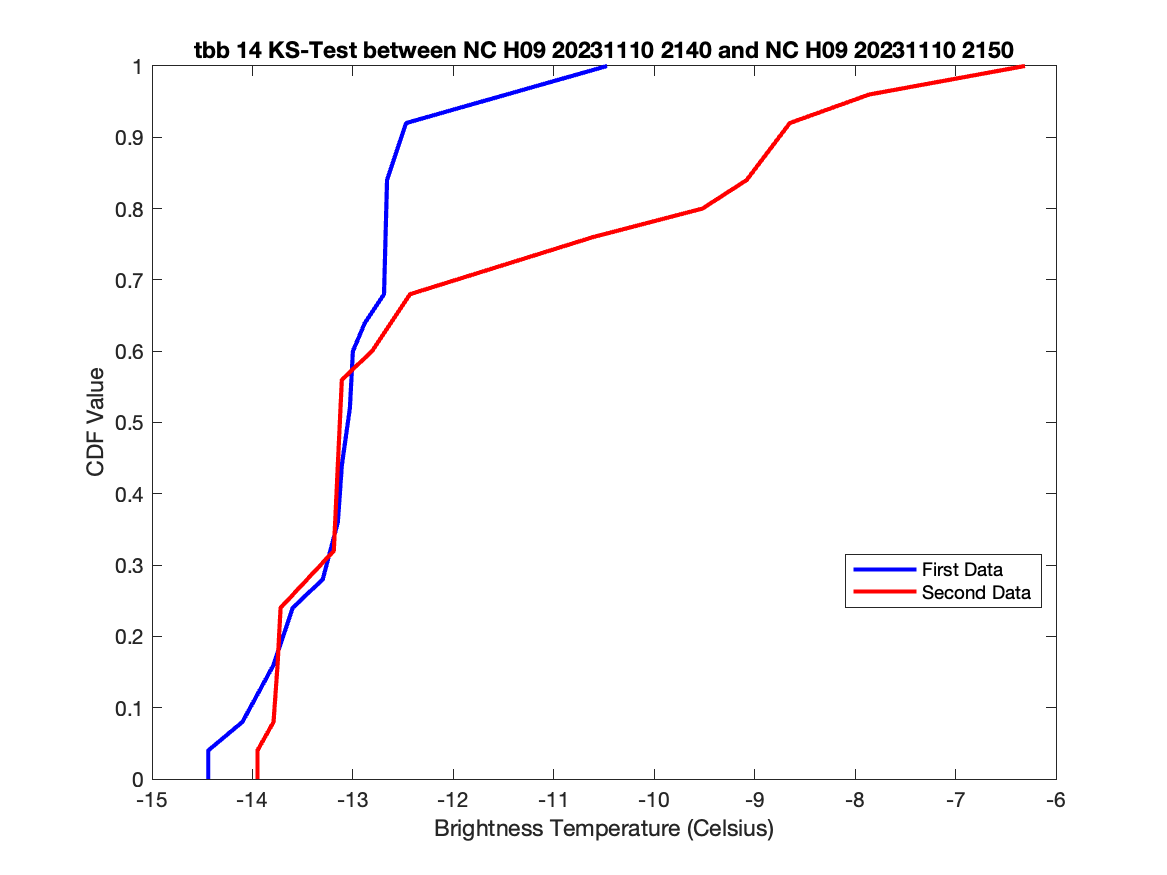 tbb 14 KS-Test between NC H09 20231110 2140 and NC H09 20231110 2150
1
0.9
0.8
0.7
0.6
0.5
0.4
0.3
0.2
0.1
0
CDF Value
First Data
Second Data
-15 -14 -13 -12 -11 -10 -9 -8 -7 -6
Brightness Temperature (Celsius)